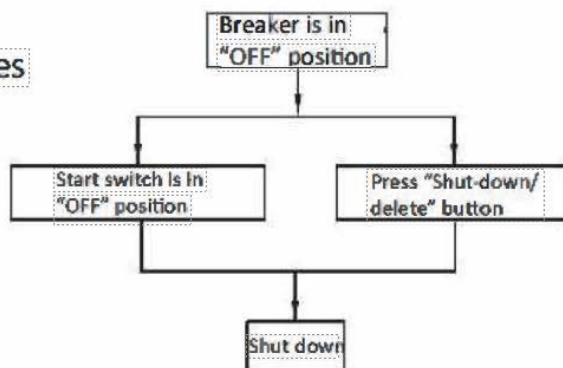 Breaker is in
"OFF" position
es
Start switch is in
"OFF" position
Press "Shut-down/
delete" button
Shut down